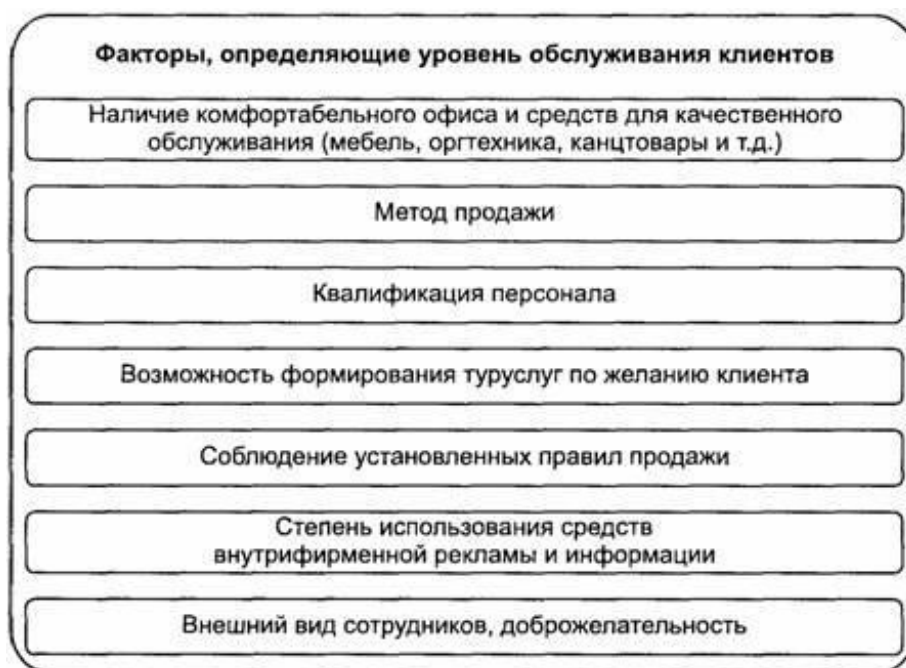 Факторы, определяющие уровень обслуживания клиентов
Наличие комфортабельного офиса и средств для качественного
обслуживания (мебель, оргтехника, канцтовары и т.д.)
Метод продажи
Квалификация персонала
Возможность формирования туруслуг по желанию клиента
Соблюдение установленных правил продажи
Степень использования средств
внутрифирменной рекламы и информации
Внешний вид сотрудников, доброжелательность